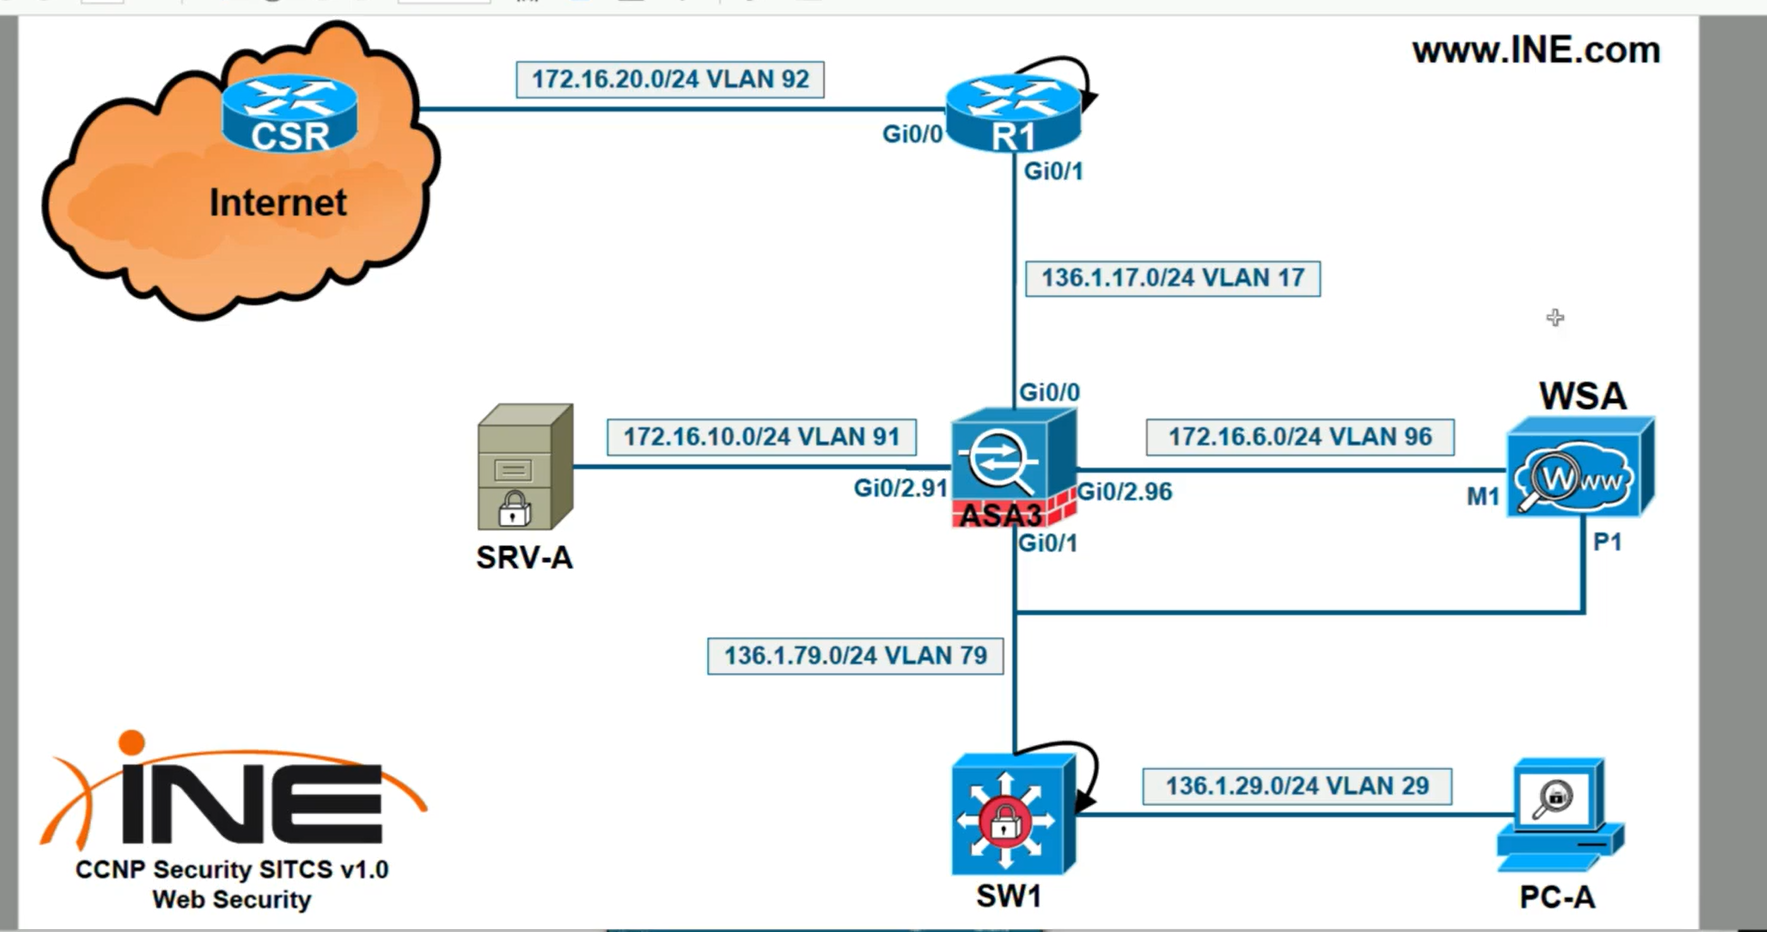 www.INE.com
172.16.20.0/24 VLAN 92
CSR
Internet
Gi0/0
R1
Gi0/1
136.1.17.0/24 VLAN 17
Gi0/0
WSA
172.16.10.0/24 VLAN 91
172.16.6.0/24 VLAN 96
Gi0/2.91
Gi0/2.96
M1
Www
ASA3
Gi0/1
P1
SRV-A
136.1.79.0/24 VLAN 79
136.1.29.0/24 VLAN 29
iNE
CCNP Security SITCS v1.0
Web Security
SW1
PC-A